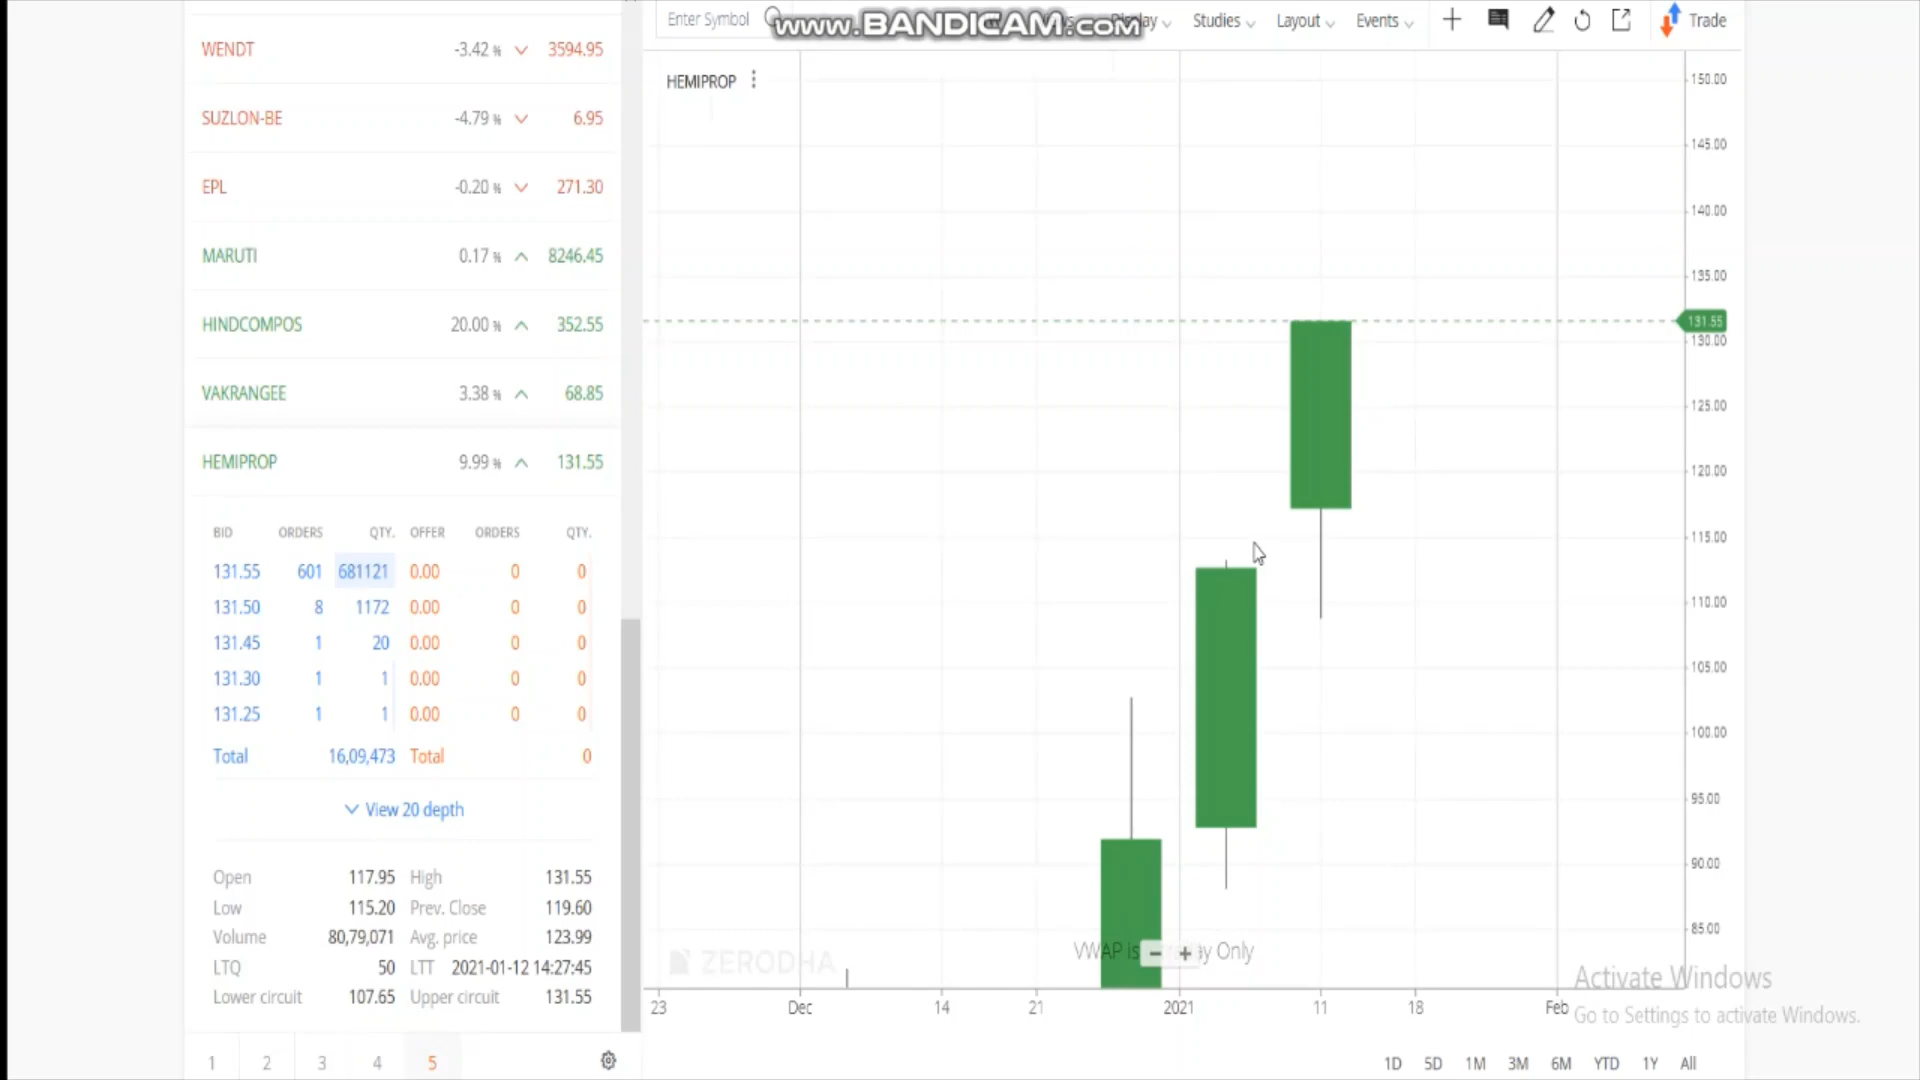 Enter Symbol
www.BANDICAM.com
Studies
Layout
Events
Trade
WENDT -3.42 % 3594.95
SUZLON-BE -4.79 % 6.95
EPL -0.20 % 271.30
MARUTI 0.17 % 8246.45
HINDCOMPOS 20.00 % 352.55
VAKRANGEE 3.38 % 68.85
HEMIPROP 9.99 % 131.55
BID ORDERS QTY. OFFER ORDERS QTY.
131.55 601 681121 0.00 0 0
131.50 8 1172 0.00 0 0
131.45 1 20 0.00 0 0
131.30 1 1 0.00 0 0
131.25 1 1 0.00 0 0
Total 16,09,473 Total 0
View 20 depth
Open 117.95 High 131.55
Low 115.20 Prev. Close 119.60
Volume 80,79,071 Avg. price 123.99
LTQ 50 LTT 2021-01-12 14:27:45
Lower circuit 107.65 Upper circuit 131.55
1 2 3 4 5
HEMIPROP
150.00
145.00
140.00
135.00
131.55
130.00
125.00
120.00
115.00
110.00
105.00
100.00
95.00
90.00
85.00
ZERODHA
VWAP is Only
23 Dec 14 21 2021 11 18 Feb
Activate Windows
Go to Settings to activate Windows.
1D 5D 1M 3M 6M YTD 1Y All